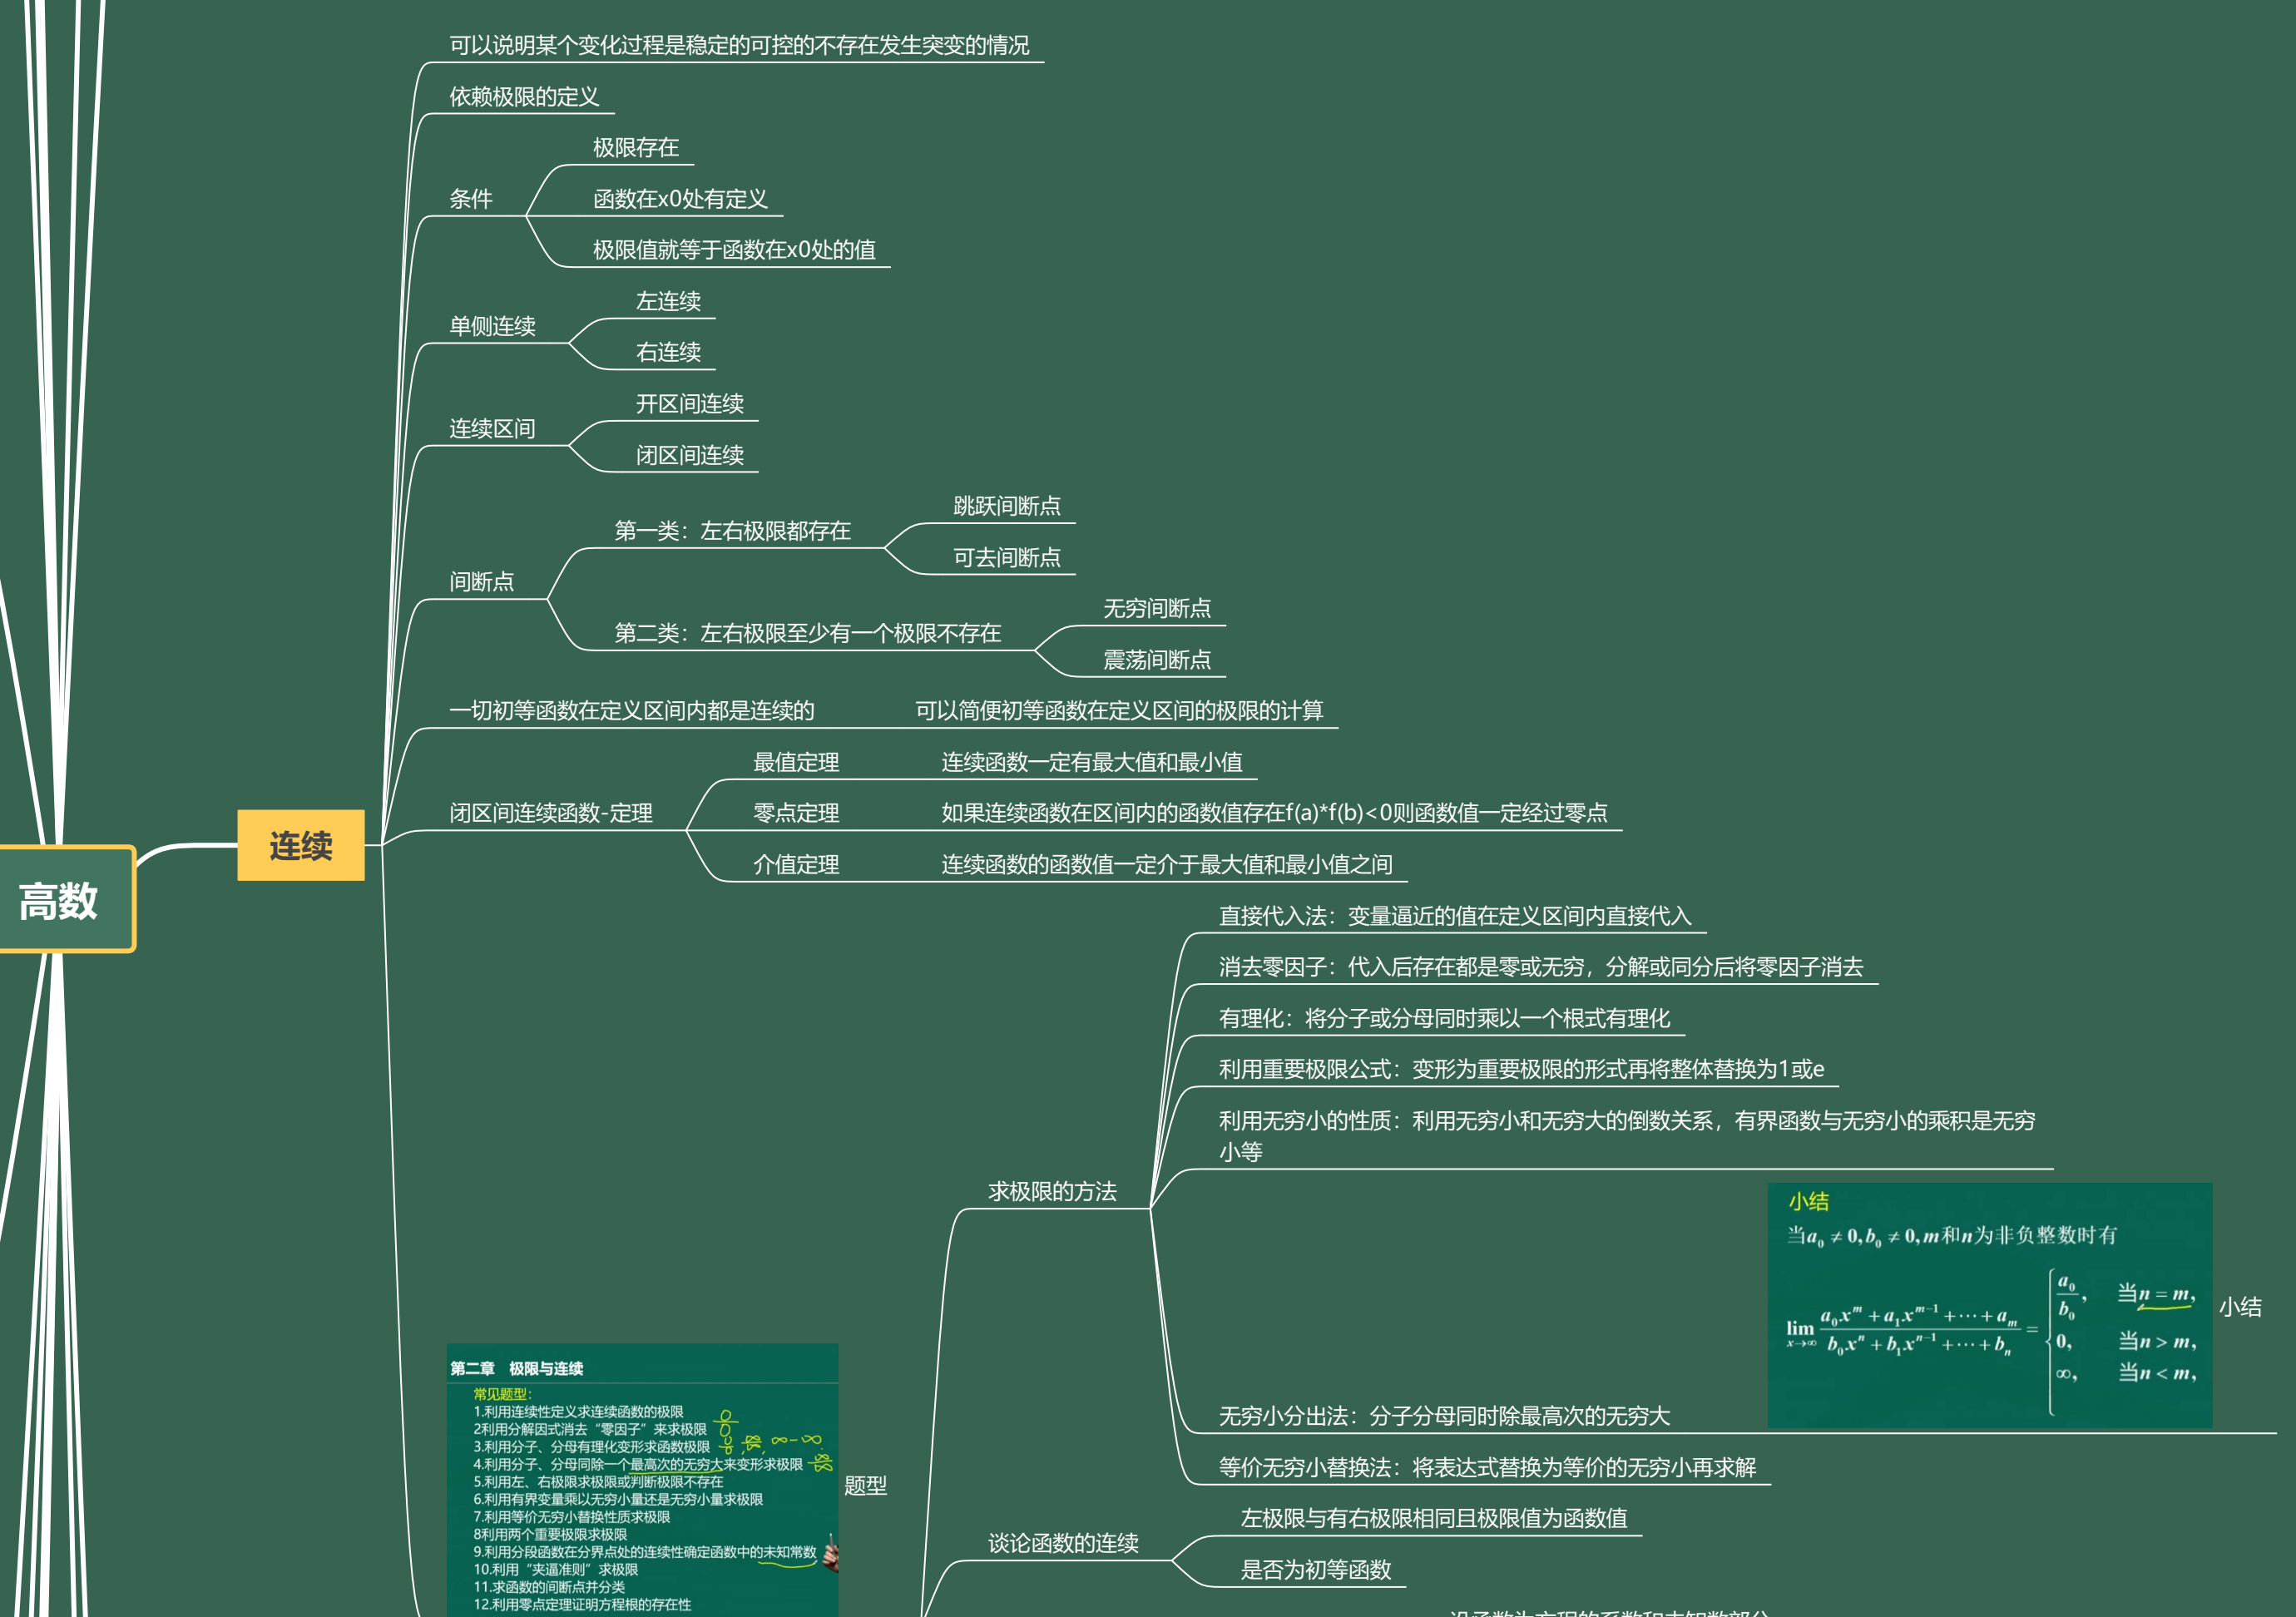 可以说明某个变化过程是稳定的可控的不存在发生突变的情况
依赖极限的定义
条件
极限存在
函数在x0处有定义
极限值就等于函数在x0处的值
单侧连续
左连续
右连续
连续区间
开区间连续
闭区间连续
间断点
第一类：左右极限都存在
跳跃间断点
可去间断点
第二类：左右极限至少有一个极限不存在
无穷间断点
震荡间断点
一切初等函数在定义区间内都是连续的
可以简便初等函数在定义区间的极限的计算
闭区间连续函数-定理
最值定理
连续函数一定有最大值和最小值
零点定理
如果连续函数在区间内的函数值存在f(a)*f(b)<0则函数值一定经过零点
介值定理
连续函数的函数值一定介于最大值和最小值之间
连续
高数
求极限的方法
直接代入法：变量逼近的值在定义区间内直接代入
消去零因子：代入后存在都是零或无穷，分解或同分后将零因子消去
有理化：将分子或分母同时乘以一个根式有理化
利用重要极限公式：变形为重要极限的形式再将整体替换为1或e
利用无穷小的性质：利用无穷小和无穷大的倒数关系，有界函数与无穷小的乘积是无穷
小等
无穷小分出法：分子分母同时除最高次的无穷大
小结
当a₀ ≠ 0, b₀ ≠ 0, m和n为非负整数时有
lim x→∞ (a₀xᵐ + a₁xᵐ⁻¹ + ⋯ + aₘ)/(b₀xⁿ + b₁xⁿ⁻¹ + ⋯ + bₙ) =
a₀/b₀, 当n = m,
0, 当n > m,
∞, 当n < m,
小结
等价无穷小替换法：将表达式替换为等价的无穷小再求解
谈论函数的连续
左极限与有右极限相同且极限值为函数值
是否为初等函数
题型
第二章 极限与连续
常见题型：
1.利用连续性定义求连续函数的极限
2利用分解因式消去“零因子”来求极限 0/0
3.利用分子、分母有理化变形求函数极限 ∞-∞
4.利用分子、分母同除一个最高次的无穷大来变形求极限 ∞/∞
5.利用左、右极限求极限或判断极限不存在
6.利用有界变量乘以无穷小量还是无穷小量求极限
7.利用等价无穷小替换性质求极限
8利用两个重要极限求极限
9.利用分段函数在分界点处的连续性确定函数中的未知常数
10.利用“夹逼准则”求极限
11.求函数的间断点并分类
12.利用零点定理证明方程根的存在性